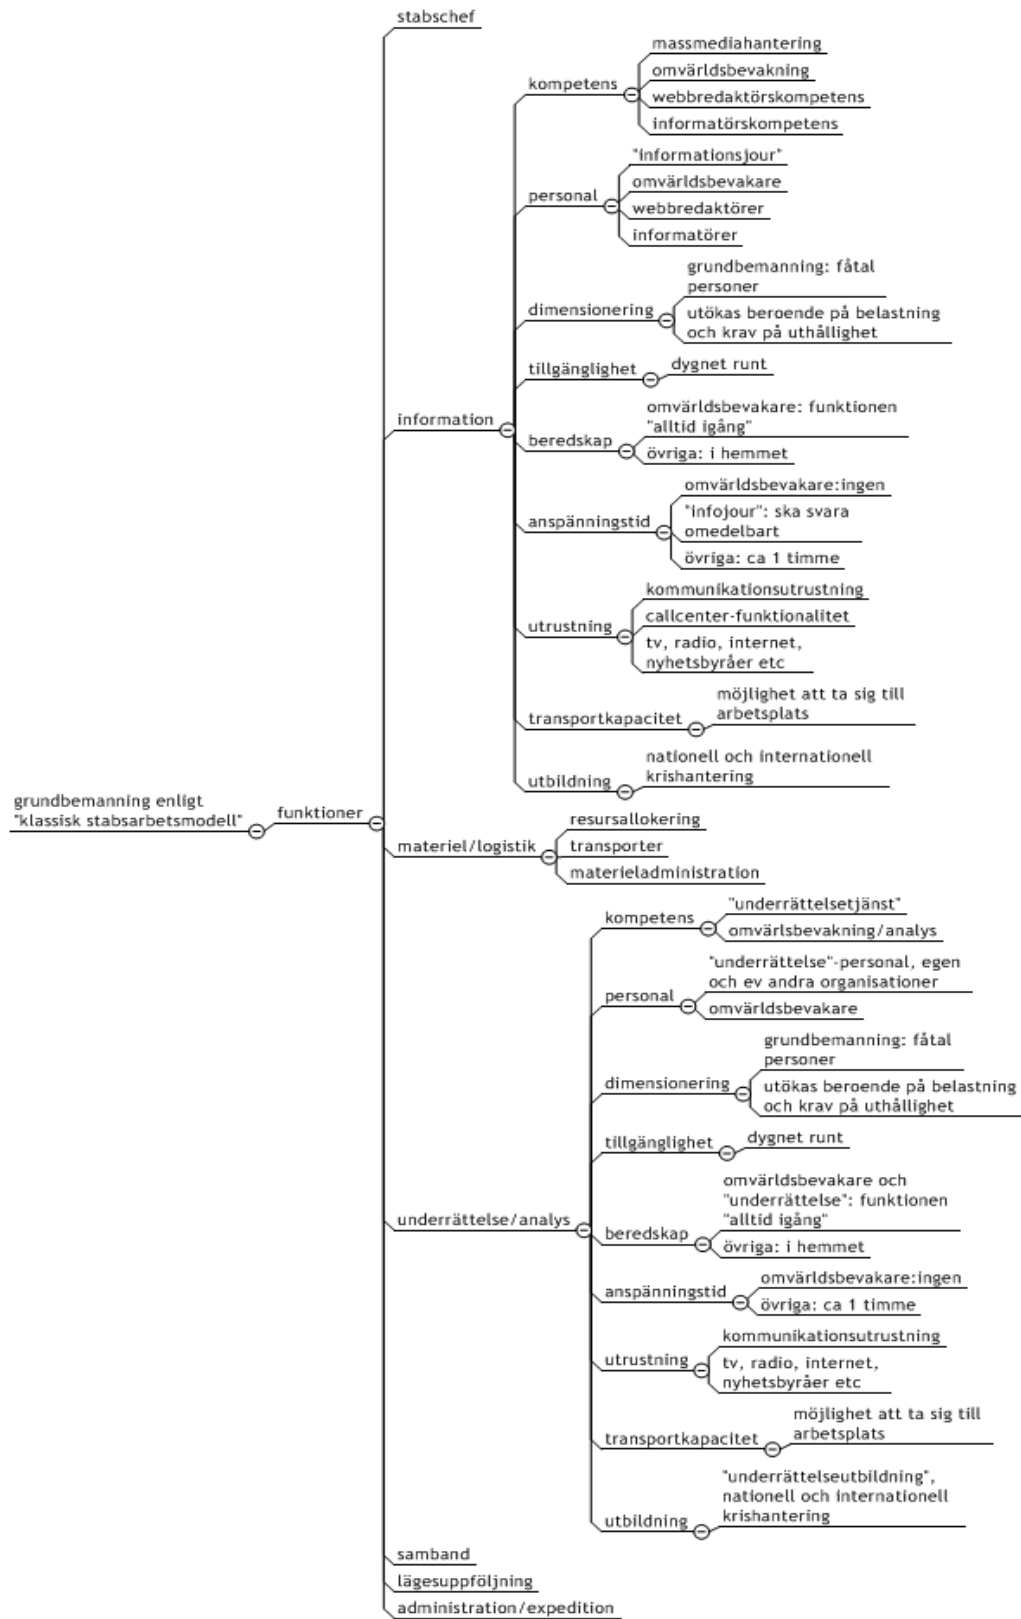 grundbemanning enligt
"klassisk stabsarbetsmodell"
funktioner
stabschef
information
kompetens
massmediahantering
omvärldsbevakning
webbredaktörskompetens
informatörskompetens
personal
"informationsjour"
omvärldsbevakare
webbredaktörer
informatörer
dimensionering
grundbemanning: fåtal
personer
utökas beroende på belastning
och krav på uthållighet
tillgänglighet
dygnet runt
beredskap
omvärldsbevakare: funktionen
"alltid igång"
övriga: i hemmet
anspänningstid
omvärldsbevakare:ingen
"infojour": ska svara
omedelbart
övriga: ca 1 timme
utrustning
kommunikationsutrustning
callcenter-funktionalitet
tv, radio, internet,
nyhetsbyråer etc
transportkapacitet
möjlighet att ta sig till
arbetsplats
utbildning
nationell och internationell
krishantering
materiel/logistik
resursallokering
transporter
materieladministration
underrättelse/analys
kompetens
"underrättelsetjänst"
omvärlsbevakning/analys
personal
"underrättelse"-personal, egen
och ev andra organisationer
omvärldsbevakare
dimensionering
grundbemanning: fåtal
personer
utökas beroende på belastning
och krav på uthållighet
tillgänglighet
dygnet runt
beredskap
omvärldsbevakare och
"underrättelse": funktionen
"alltid igång"
övriga: i hemmet
anspänningstid
omvärldsbevakare:ingen
övriga: ca 1 timme
utrustning
kommunikationsutrustning
tv, radio, internet,
nyhetsbyråer etc
transportkapacitet
möjlighet att ta sig till
arbetsplats
utbildning
"underrättelseutbildning",
nationell och internationell
krishantering
samband
lägesuppföljning
administration/expedition